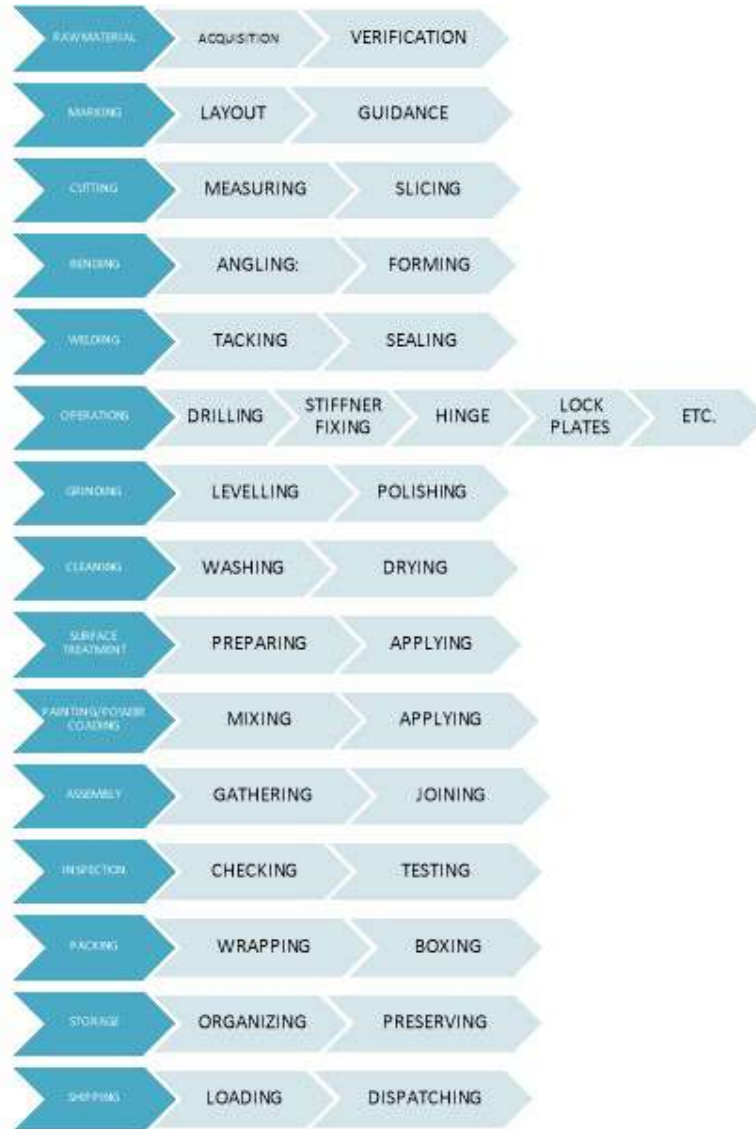 RAW MATERIAL ACQUISITION VERIFICATION
MARKING LAYOUT GUIDANCE
CUTTING MEASURING SLICING
BENDING ANGLING: FORMING
WELDING TACKING SEALING
OPERATIONS DRILLING STIFFNER FIXING HINGE LOCK PLATES ETC.
GRINDING LEVELLING POLISHING
CLEANING WASHING DRYING
SURFACE TREATMENT PREPARING APPLYING
PAINTING/POWDER COADING MIXING APPLYING
ASSEMBLY GATHERING JOINING
INSPECTION CHECKING TESTING
PACKING WRAPPING BOXING
STORAGE ORGANIZING PRESERVING
SHIPPING LOADING DISPATCHING